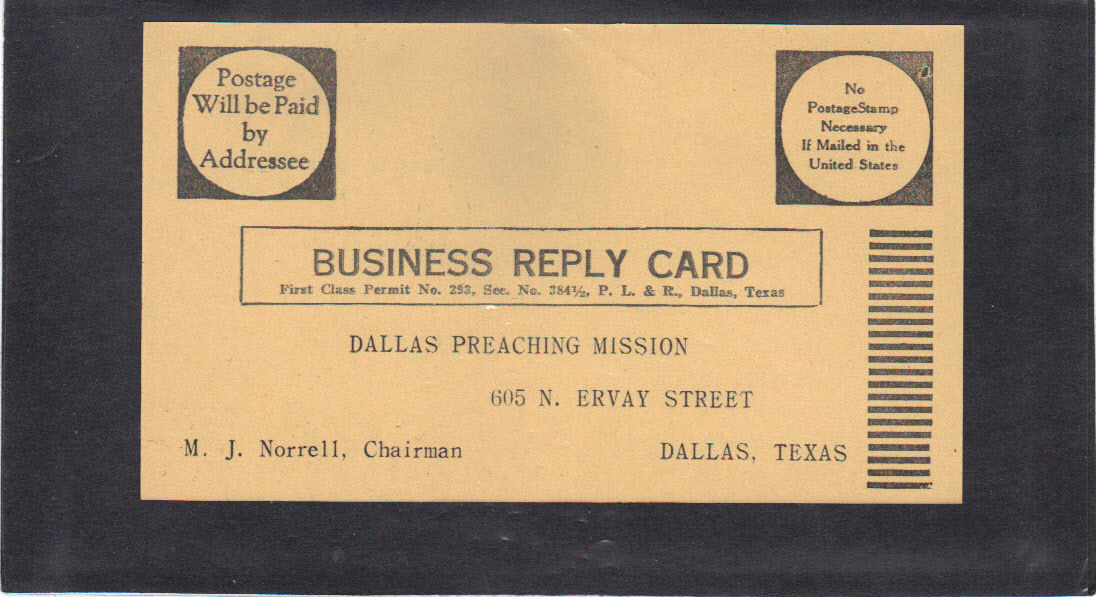 Postage
Will be Paid
by
Addressee
No
Postage Stamp
Necessary
If Mailed in the
United States
BUSINESS REPLY CARD
First Class Permit No. 293, Sec. No. 384½, P. L. & R., Dallas, Texas
DALLAS PREACHING MISSION
605 N. ERVAY STREET
M. J. Norrell, Chairman
DALLAS, TEXAS